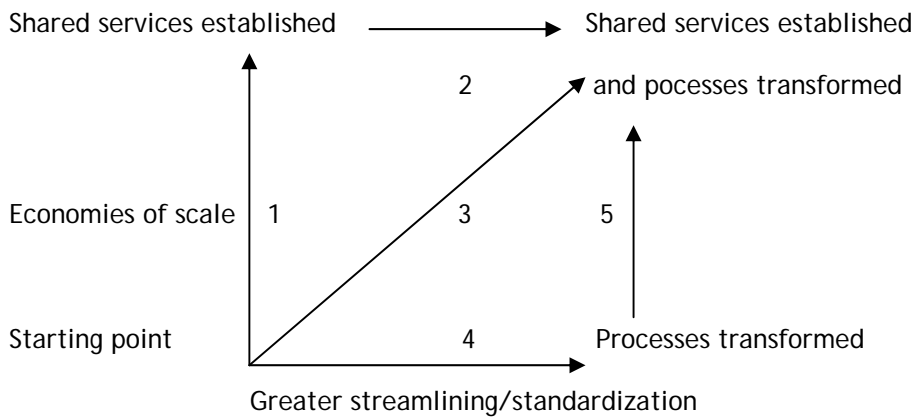 Shared services established Shared services established
2 and pocesses transformed
Economies of scale 1 3 5
Starting point 4 Processes transformed
Greater streamlining/standardization